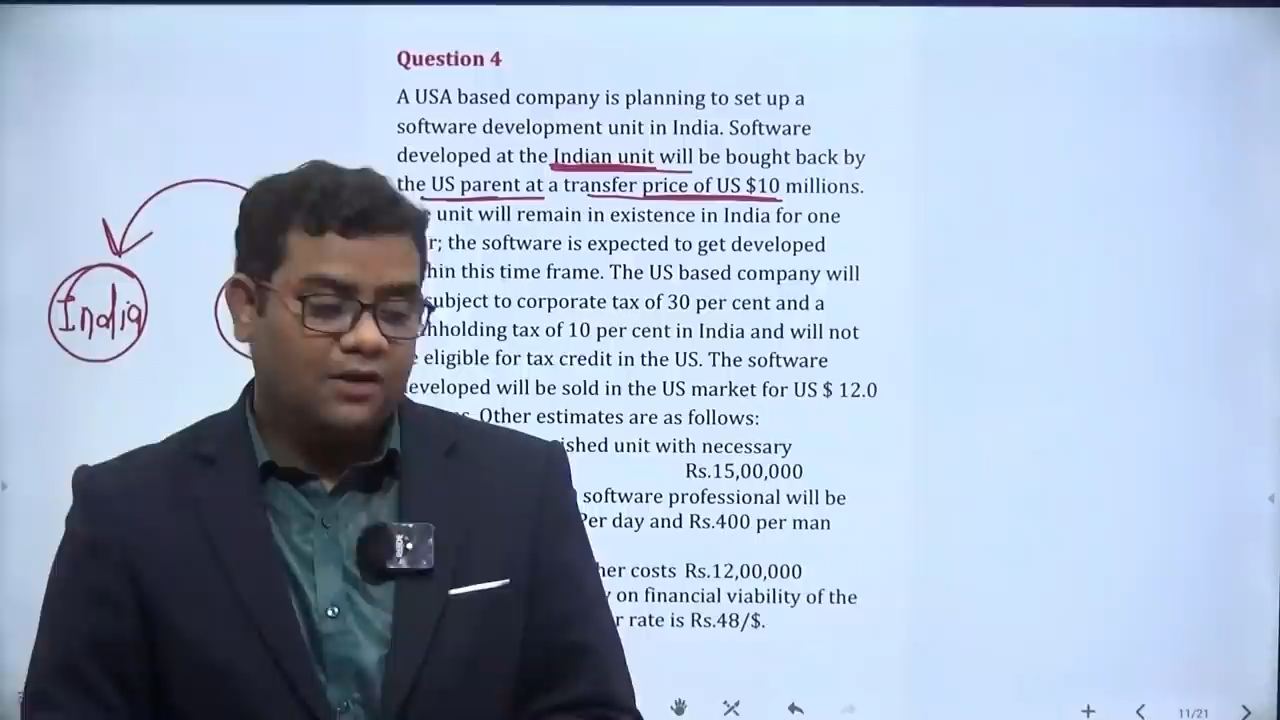 Question 4
A USA based company is planning to set up a
software development unit in India. Software
developed at the Indian unit will be bought back by
the US parent at a transfer price of US $10 millions.
unit will remain in existence in India for one
the software is expected to get developed
this time frame. The US based company will
subject to corporate tax of 30 per cent and a
tax of 10 per cent in India and will not
eligible for tax credit in the US. The software
developed will be sold in the US market for US $ 12.0
Other estimates are as follows:
unit with necessary
Rs.15,00,000
software professional will be
Per day and Rs.400 per man
costs Rs.12,00,000
on financial viability of the
rate is Rs.48/$.
India
11/21